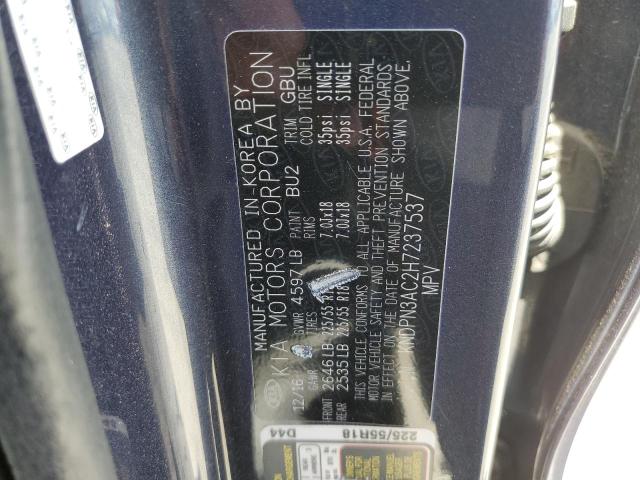 MANUFACTURED IN KOREA BY
KIA MOTORS CORPORATION
12/16 GVWR 4597LB PAINT BU2 TRIM GBU
GAWR TIRES RIMS COLD TIRE INFL
FRONT 2646LB 225/55 R18 7.0JX18 35psi SINGLE
REAR 2535LB 225/55 R18 7.0JX18 35psi SINGLE
THIS VEHICLE CONFORMS TO ALL APPLICABLE U.S.A. FEDERAL
MOTOR VEHICLE SAFETY AND THEFT PREVENTION STANDARDS
IN EFFECT ON THE DATE OF MANUFACTURE SHOWN ABOVE.
KNDPN3AC2H7237537
MPV
D44
225/55R18